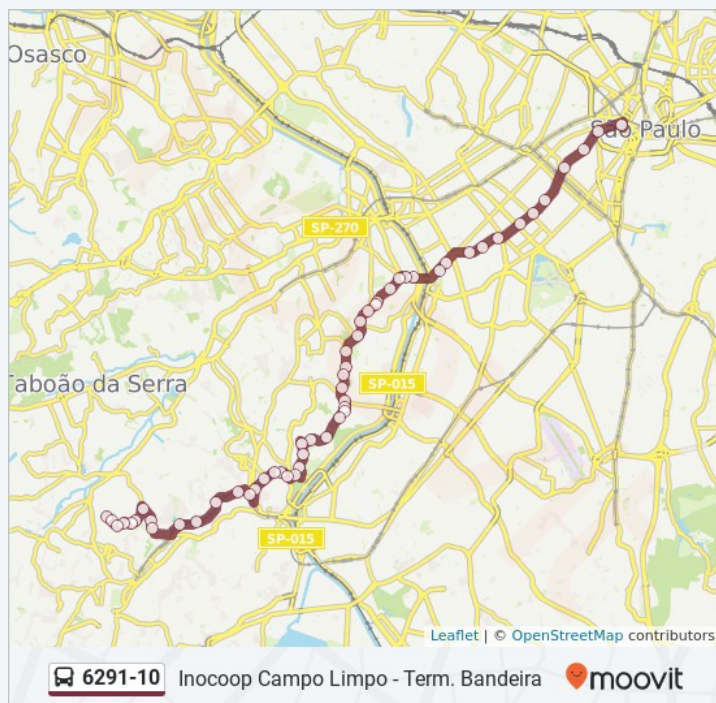 Osasco
São Paulo
SP-270
Taboão da Serra
SP-015
SP-015
Leaflet | © OpenStreetMap contributors
6291-10 Inocoop Campo Limpo - Term. Bandeira moovit